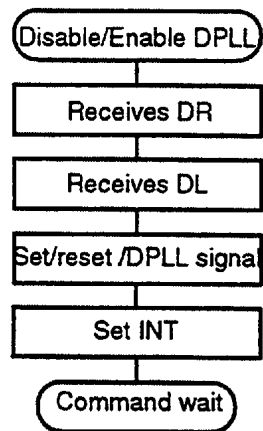 Disable/Enable DPLL
Receives DR
Receives DL
Set/reset /DPLL signal
Set INT
Command wait